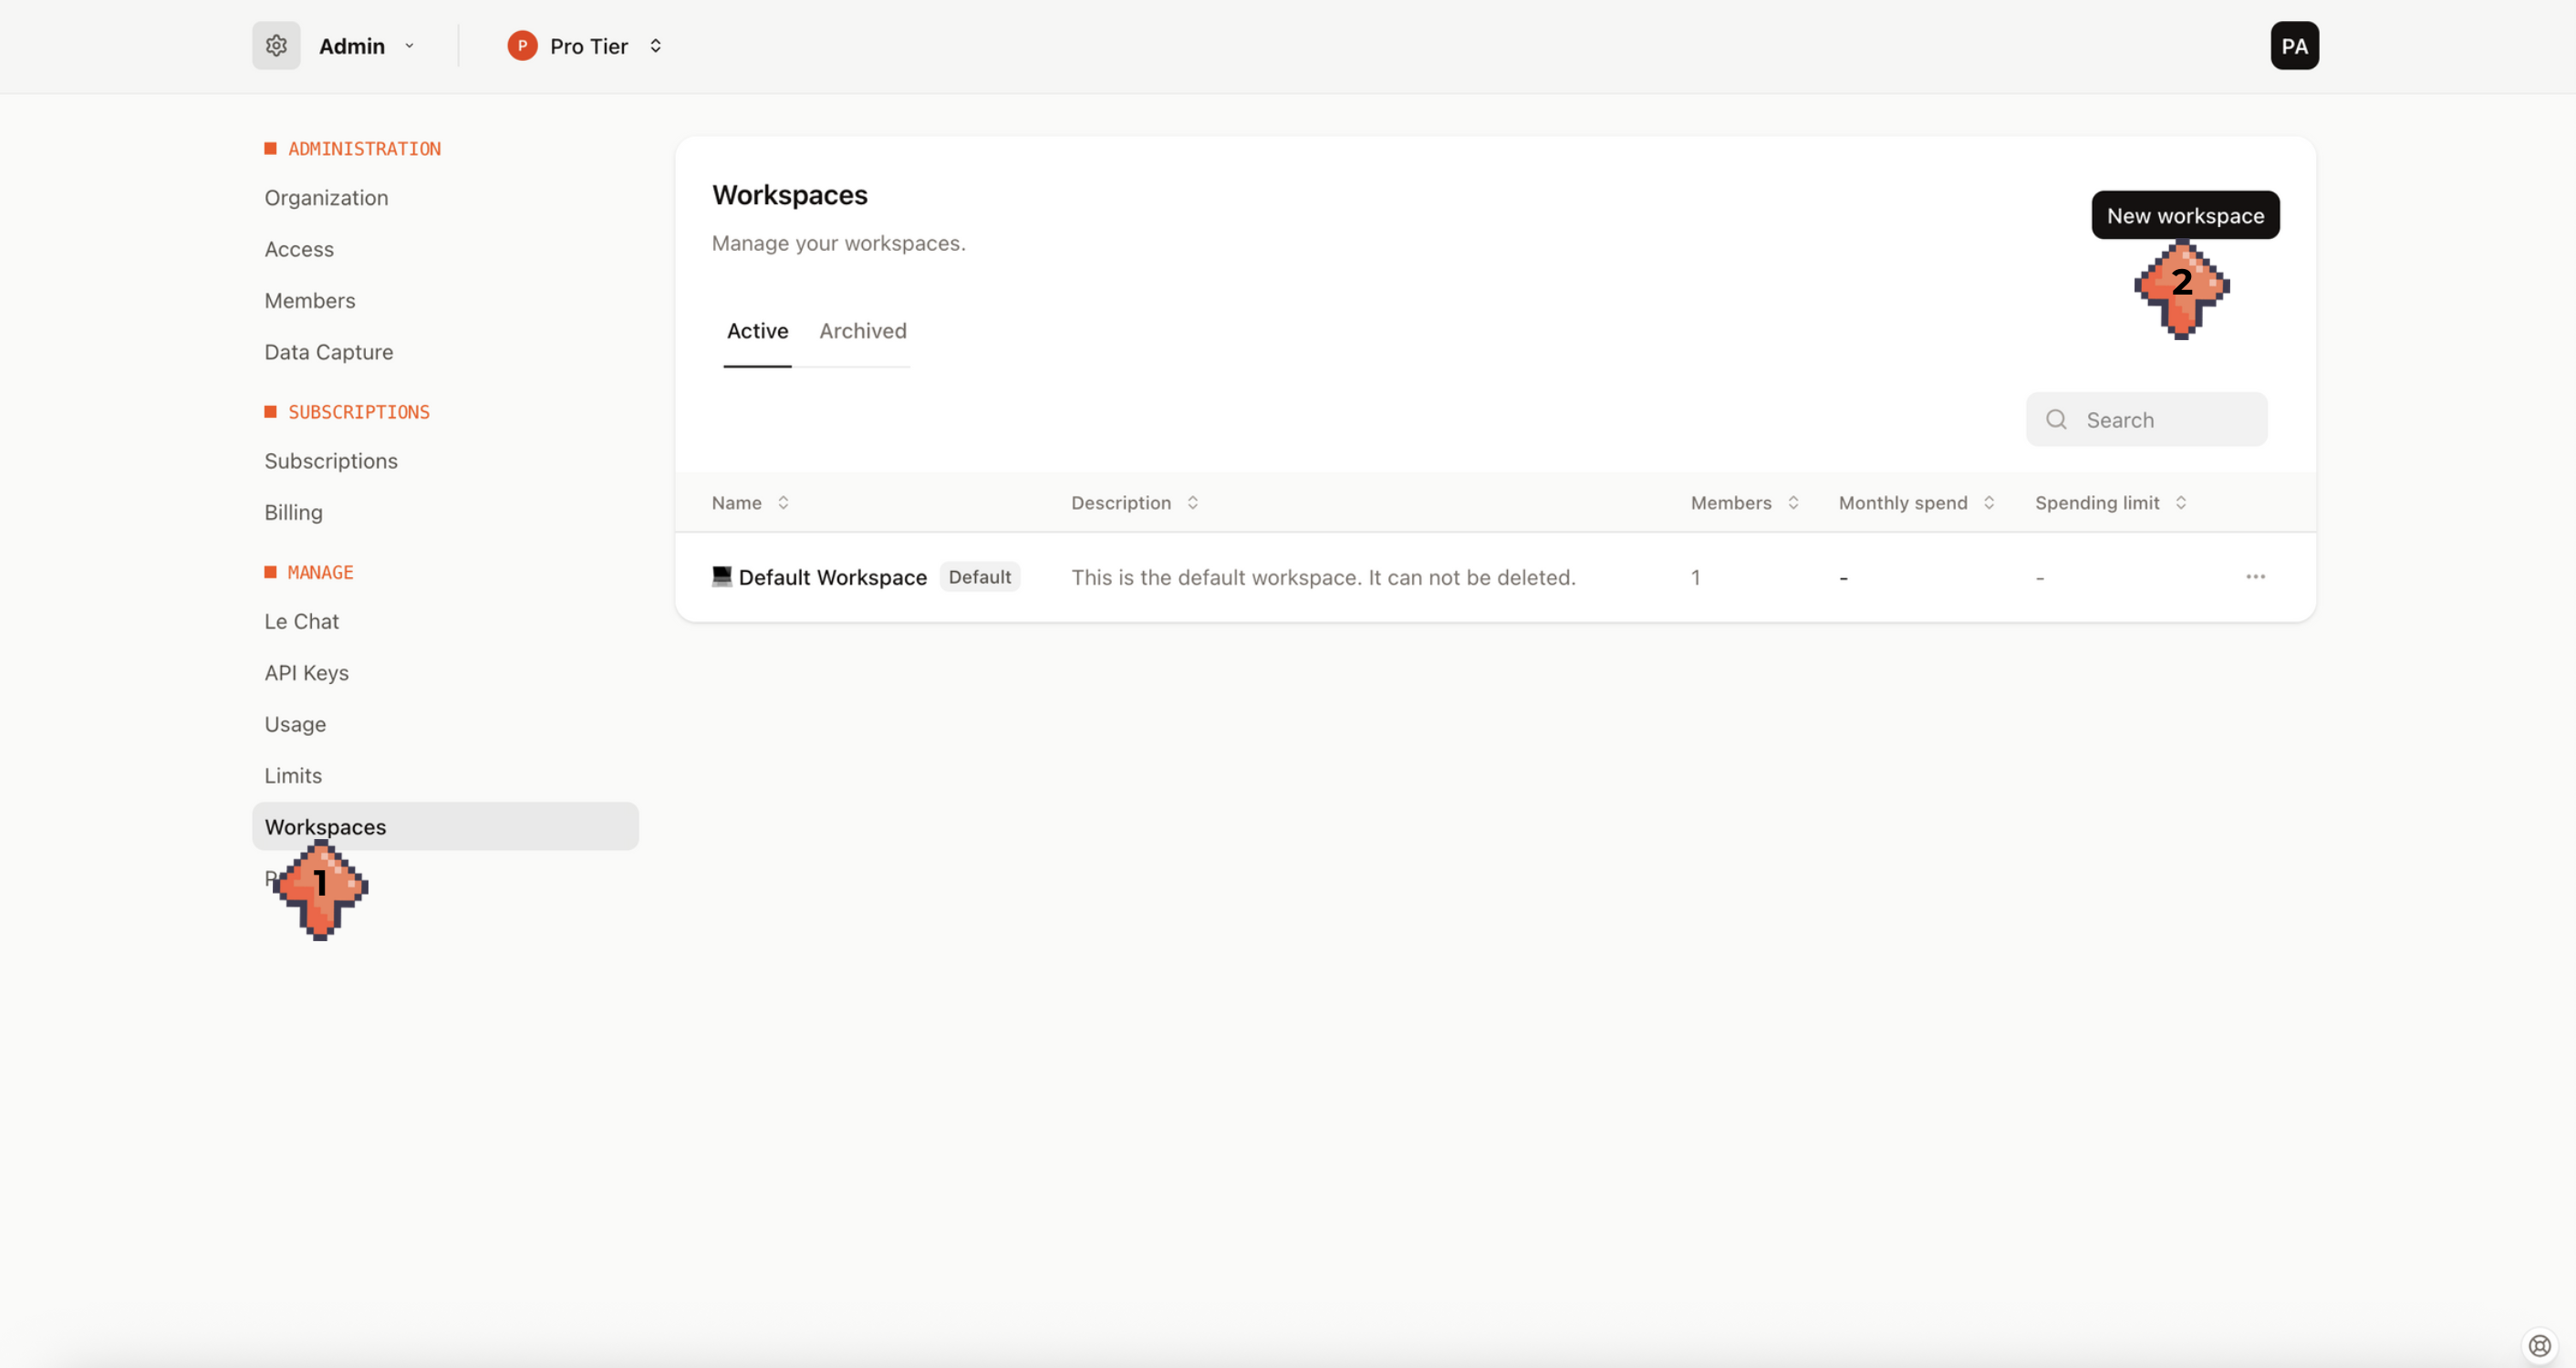 Admin
P Pro Tier
PA
ADMINISTRATION
Organization
Access
Members
Data Capture
SUBSCRIPTIONS
Subscriptions
Billing
MANAGE
Le Chat
API Keys
Usage
Limits
Workspaces
1
Workspaces
New workspace
Manage your workspaces.
2
Active Archived
Search
Name Description Members Monthly spend Spending limit
Default Workspace Default This is the default workspace. It can not be deleted. 1 - -